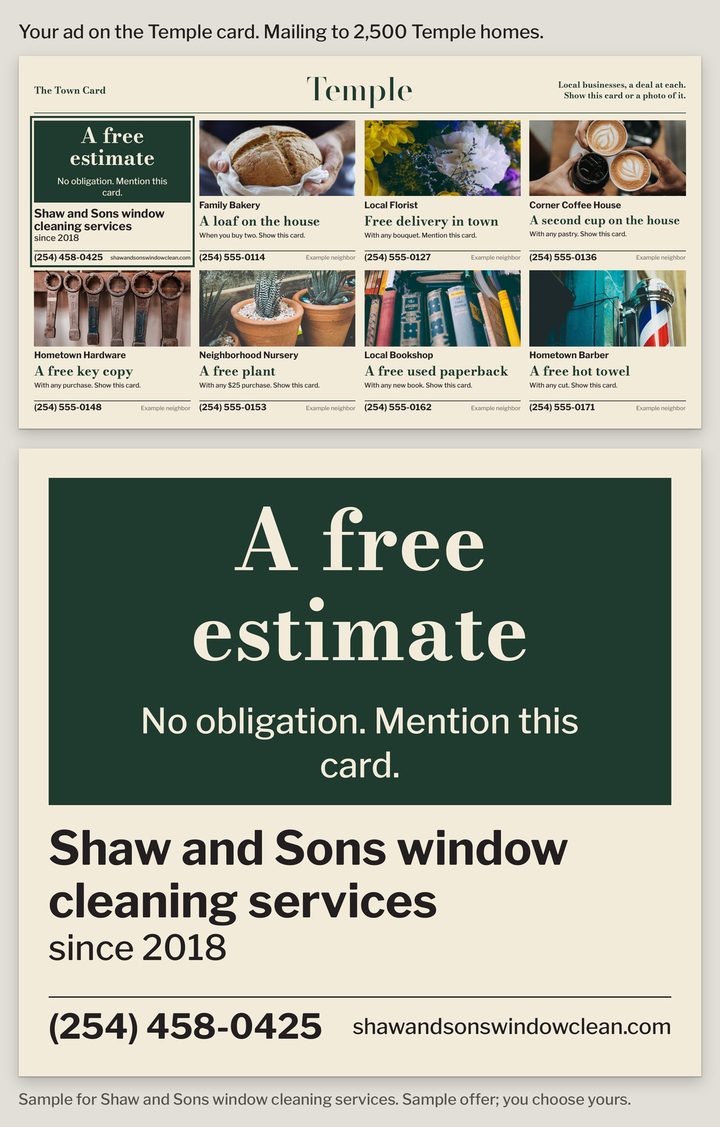 Your ad on the Temple card. Mailing to 2,500 Temple homes.
The Town Card
Temple
Local businesses, a deal at each.
Show this card or a photo of it.
A free
estimate
No obligation. Mention this
card.
Shaw and Sons window
cleaning services
since 2018
(254) 458-0425 shawandsonswindowclean.com
Family Bakery
A loaf on the house
When you buy two. Show this card.
(254) 555-0114 Example neighbor
Local Florist
Free delivery in town
With any bouquet. Mention this card.
(254) 555-0127 Example neighbor
Corner Coffee House
A second cup on the house
With any pastry. Show this card.
(254) 555-0136 Example neighbor
Hometown Hardware
A free key copy
With any purchase. Show this card.
(254) 555-0148 Example neighbor
Neighborhood Nursery
A free plant
With any $25 purchase. Show this card.
(254) 555-0153 Example neighbor
Local Bookshop
A free used paperback
With any new book. Show this card.
(254) 555-0162 Example neighbor
Hometown Barber
A free hot towel
With any cut. Show this card.
(254) 555-0171 Example neighbor
A free
estimate
No obligation. Mention this
card.
Shaw and Sons window
cleaning services
since 2018
(254) 458-0425 shawandsonswindowclean.com
Sample for Shaw and Sons window cleaning services. Sample offer; you choose yours.